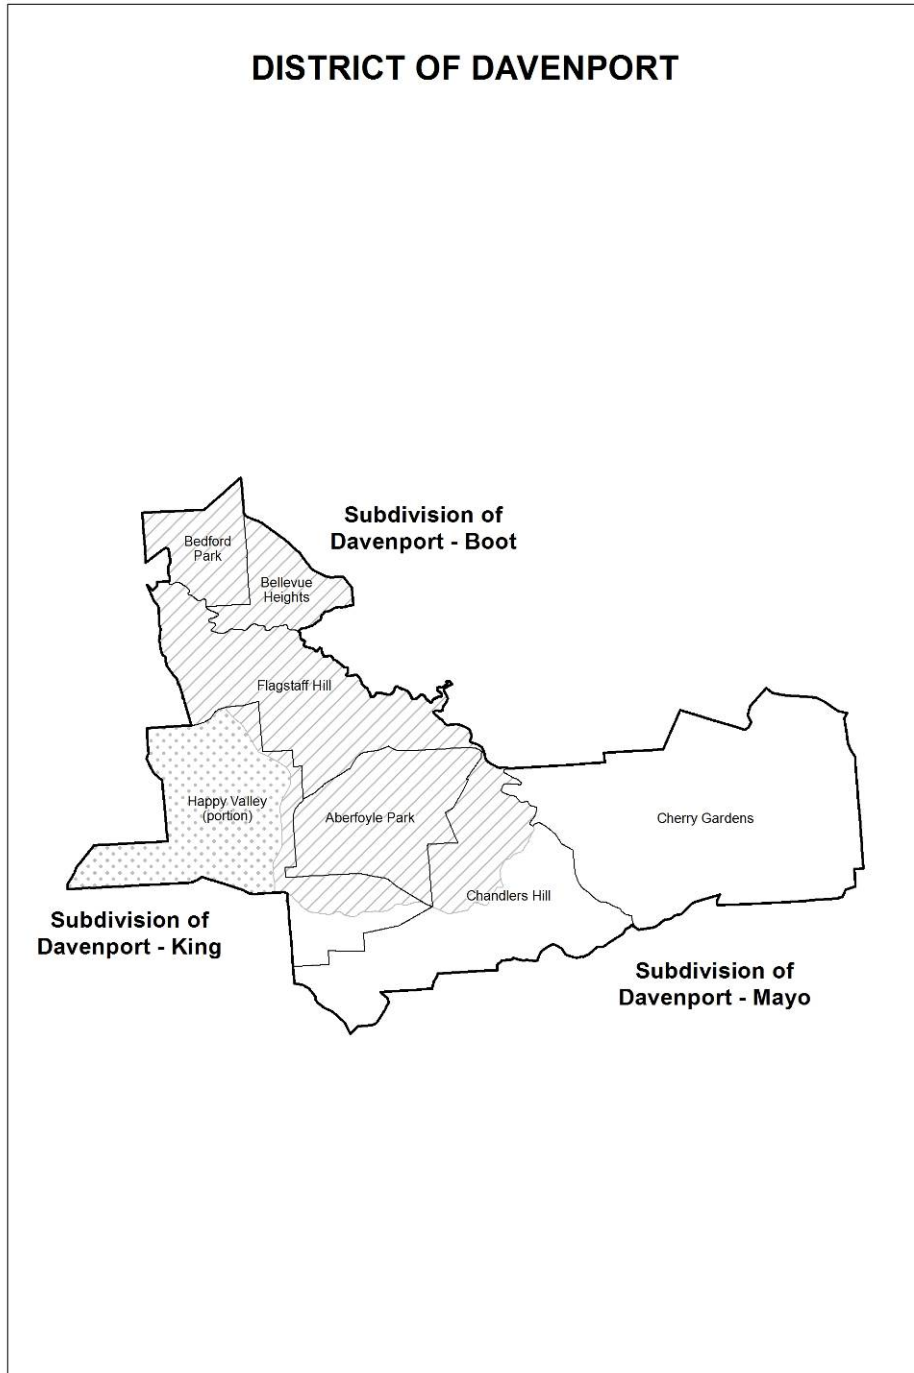 DISTRICT OF DAVENPORT
Subdivision of
Davenport - Boot
Bedford
Park
Bellevue
Heights
Flagstaff Hill
Happy Valley
(portion)
Aberfoyle Park
Cherry Gardens
Chandlers Hill
Subdivision of
Davenport - King
Subdivision of
Davenport - Mayo